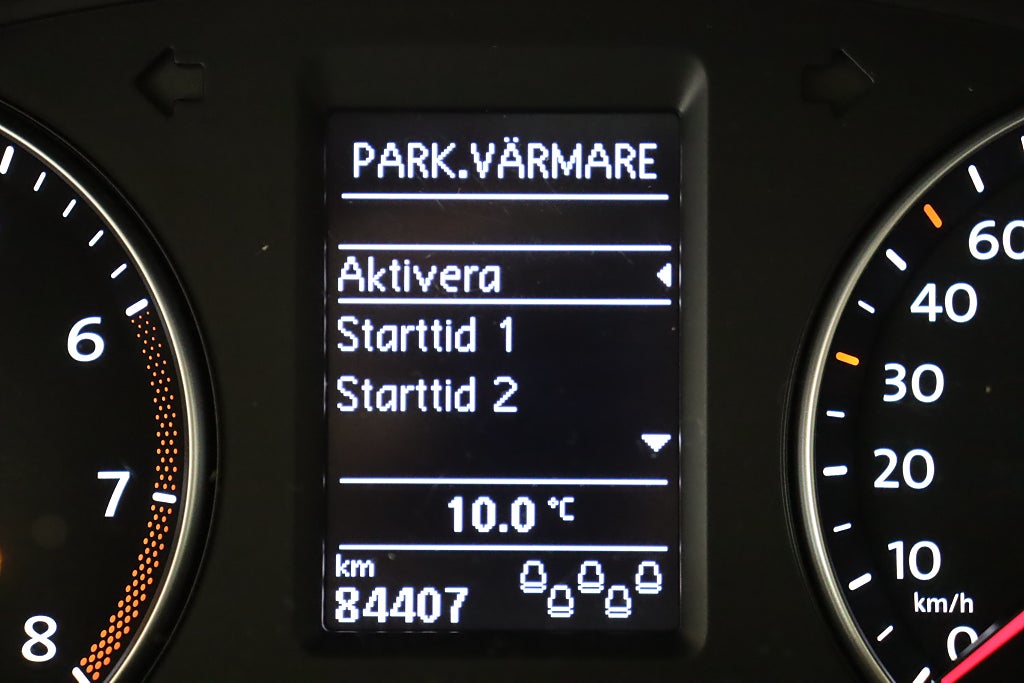 PARK.VÄRMARE
Aktivera
Starttid 1
Starttid 2
10.0 °C
km
84407
6
7
8
60
40
30
20
10
km/h
0